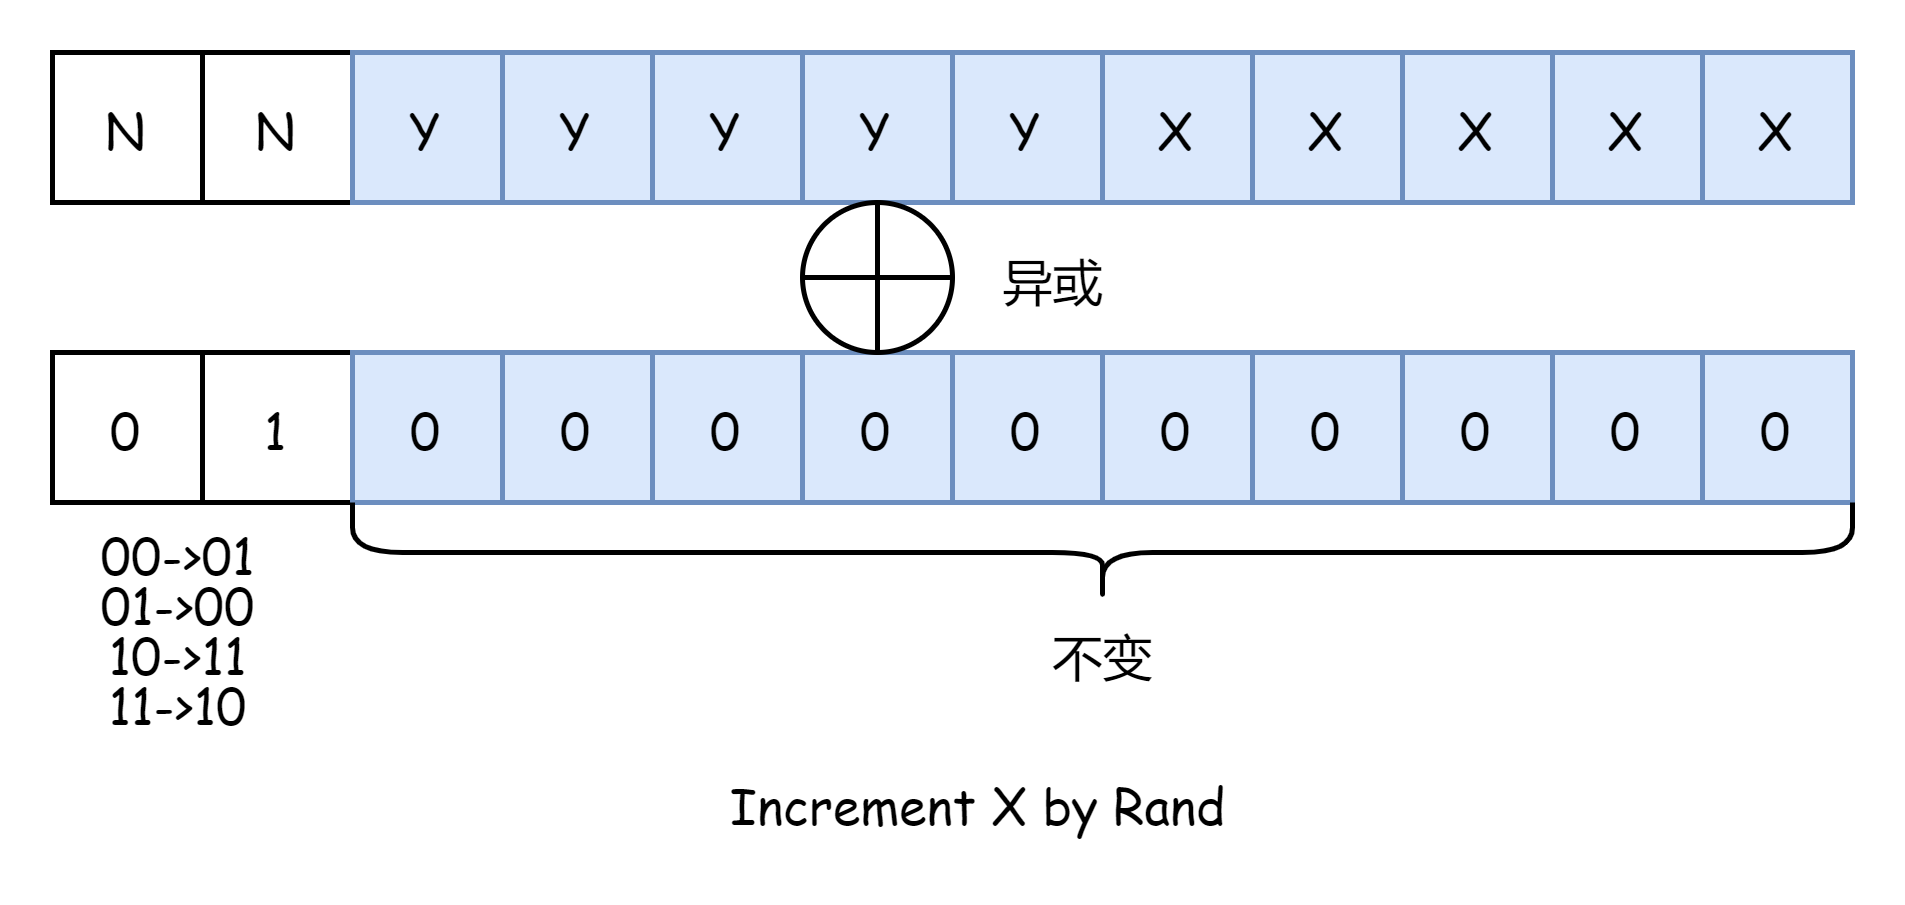 N N y y y y y X X X X X
异或
0 1 0 0 0 0 0 0 0 0 0 0
00->01
01->00
10->11
11->10
不变
Increment X by Rand